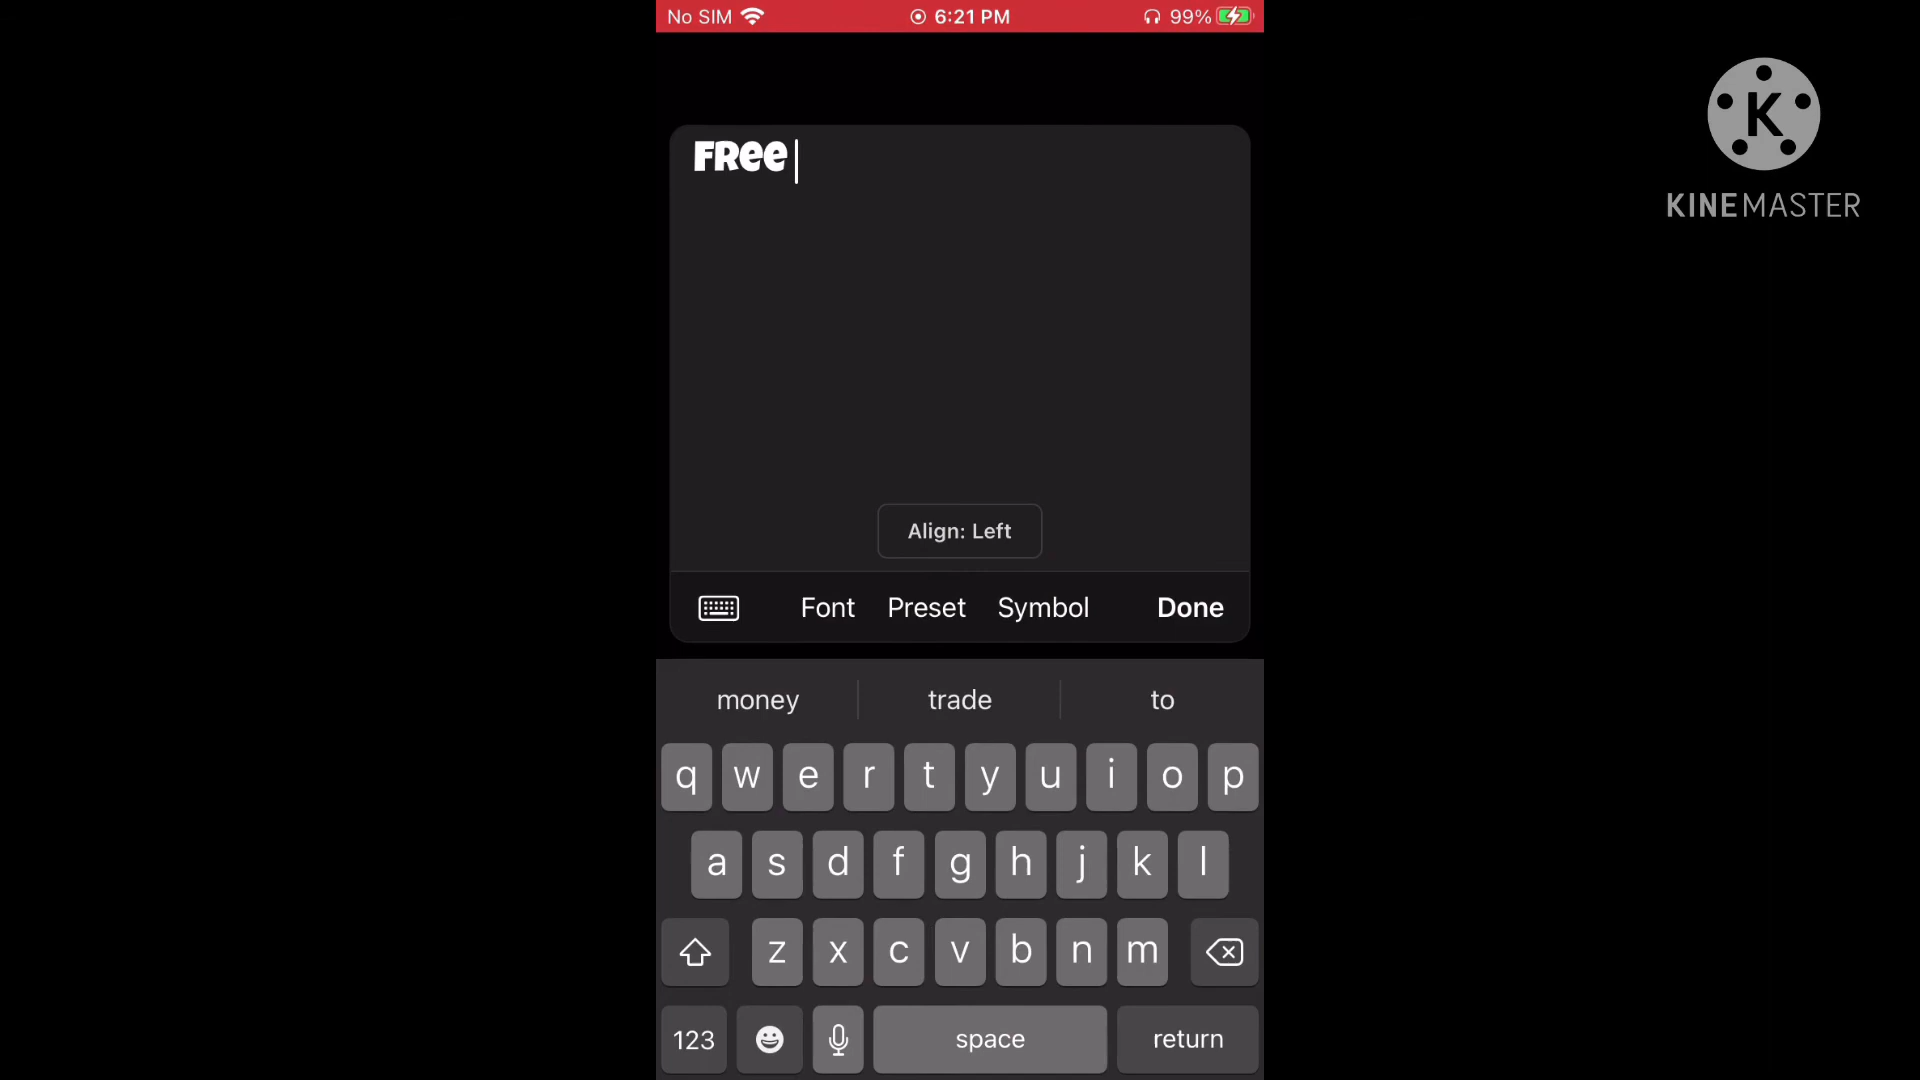 No SIM 6:21 PM 99%
K
KINEMASTER
FRee
Align: Left
Font Preset Symbol Done
money trade to
q w e r t y u i o p
a s d f g h j k l
z x c v b n m
123 space return